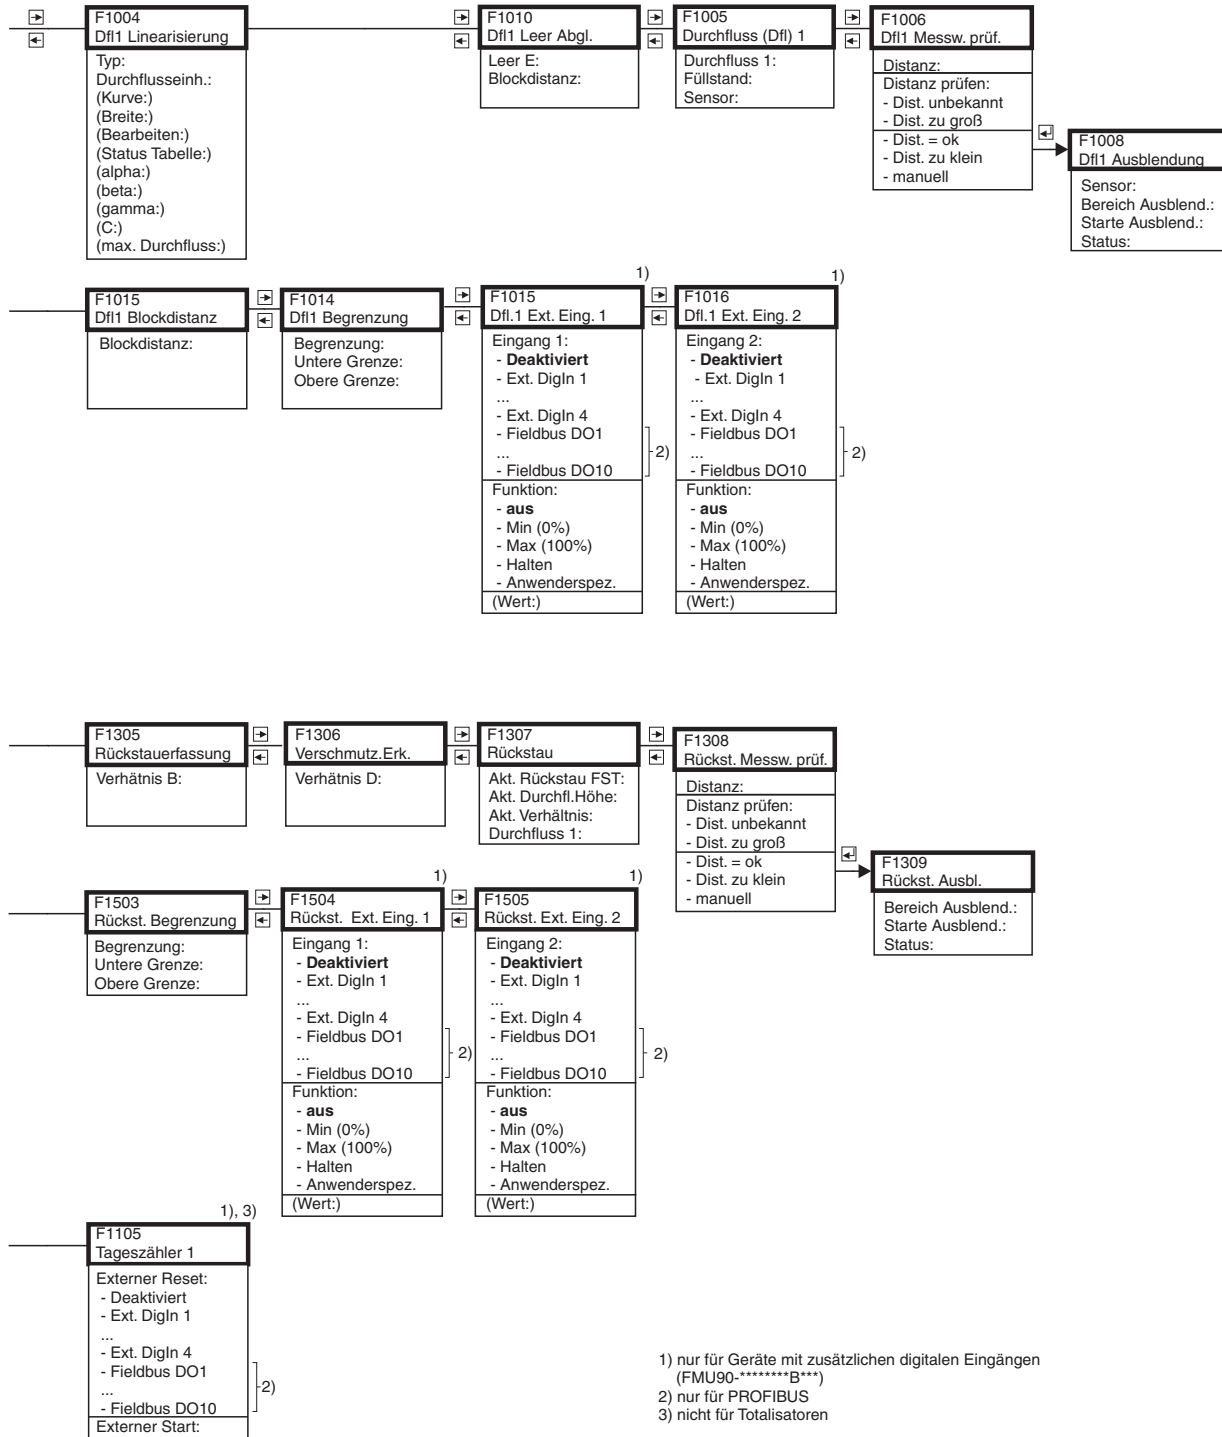 F1004
Dfl1 Linearisierung
Typ:
Durchflusseinh.:
(Kurve:)
(Breite:)
(Bearbeiten:)
(Status Tabelle:)
(alpha:)
(beta:)
(gamma:)
(C:)
(max. Durchfluss:)
F1010
Dfl1 Leer Abgl.
Leer E:
Blockdistanz:
F1005
Durchfluss (Dfl) 1
Durchfluss 1:
Füllstand:
Sensor:
F1006
Dfl1 Messw. prüf.
Distanz:
Distanz prüfen:
- Dist. unbekannt
- Dist. zu groß
- Dist. = ok
- Dist. zu klein
- manuell
F1008
Dfl1 Ausblendung
Sensor:
Bereich Ausblend.:
Starte Ausblend.:
Status:
F1015
Dfl1 Blockdistanz
Blockdistanz:
F1014
Dfl1 Begrenzung
Begrenzung:
Untere Grenze:
Obere Grenze:
1)
F1015
Dfl.1 Ext. Eing. 1
Eingang 1:
- Deaktiviert
- Ext. DigIn 1
...
- Ext. DigIn 4
- Fieldbus DO1
...
- Fieldbus DO10
2)
Funktion:
- aus
- Min (0%)
- Max (100%)
- Halten
- Anwenderspez.
(Wert:)
1)
F1016
Dfl.1 Ext. Eing. 2
Eingang 2:
- Deaktiviert
- Ext. DigIn 1
...
- Ext. DigIn 4
- Fieldbus DO1
...
- Fieldbus DO10
2)
Funktion:
- aus
- Min (0%)
- Max (100%)
- Halten
- Anwenderspez.
(Wert:)
F1305
Rückstauerfassung
Verhätnis B:
F1306
Verschmutz.Erk.
Verhätnis D:
F1307
Rückstau
Akt. Rückstau FST:
Akt. Durchfl.Höhe:
Akt. Verhältnis:
Durchfluss 1:
F1308
Rückst. Messw. prüf.
Distanz:
Distanz prüfen:
- Dist. unbekannt
- Dist. zu groß
- Dist. = ok
- Dist. zu klein
- manuell
F1309
Rückst. Ausbl.
Bereich Ausblend.:
Starte Ausblend.:
Status:
F1503
Rückst. Begrenzung
Begrenzung:
Untere Grenze:
Obere Grenze:
1)
F1504
Rückst. Ext. Eing. 1
Eingang 1:
- Deaktiviert
- Ext. DigIn 1
...
- Ext. DigIn 4
- Fieldbus DO1
...
- Fieldbus DO10
2)
Funktion:
- aus
- Min (0%)
- Max (100%)
- Halten
- Anwenderspez.
(Wert:)
1)
F1505
Rückst. Ext. Eing. 2
Eingang 2:
- Deaktiviert
- Ext. DigIn 1
...
- Ext. DigIn 4
- Fieldbus DO1
...
- Fieldbus DO10
2)
Funktion:
- aus
- Min (0%)
- Max (100%)
- Halten
- Anwenderspez.
(Wert:)
1), 3)
F1105
Tageszähler 1
Externer Reset:
- Deaktiviert
- Ext. DigIn 1
...
- Ext. DigIn 4
- Fieldbus DO1
...
- Fieldbus DO10
2)
Externer Start:
1) nur für Geräte mit zusätzlichen digitalen Eingängen
(FMU90-********B***)
2) nur für PROFIBUS
3) nicht für Totalisatoren